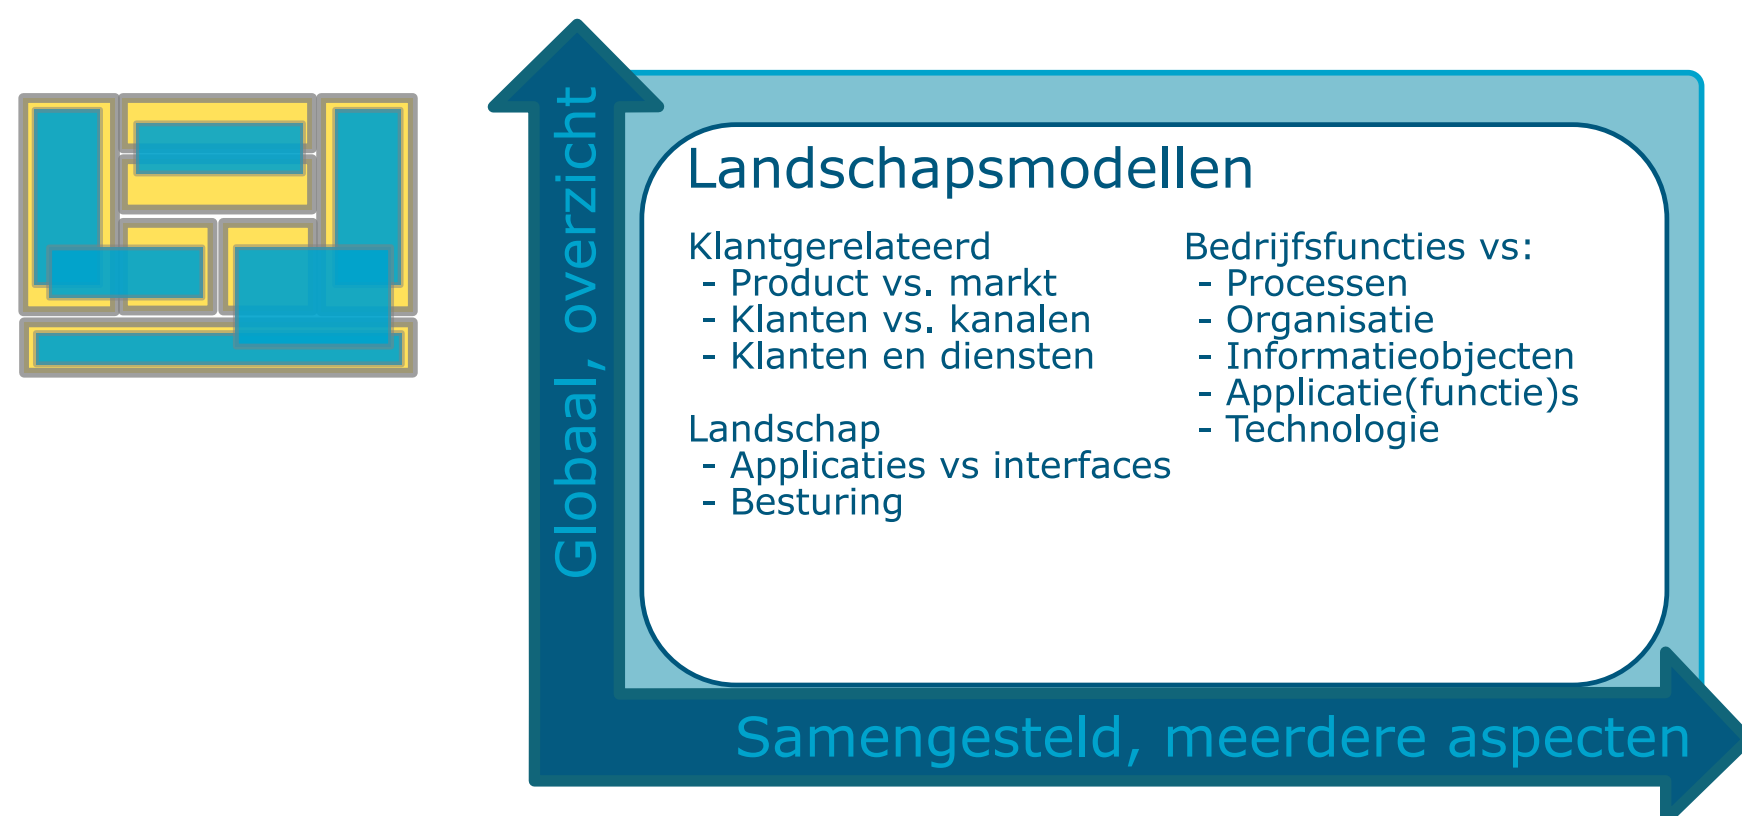 Globaal, overzicht
Landschapsmodellen
Klantgerelateerd
- Product vs. markt
- Klanten vs. kanalen
- Klanten en diensten
Landschap
- Applicaties vs interfaces
- Besturing
Bedrijfsfuncties vs:
- Processen
- Organisatie
- Informatieobjecten
- Applicatie(functie)s
- Technologie
Samengesteld, meerdere aspecten